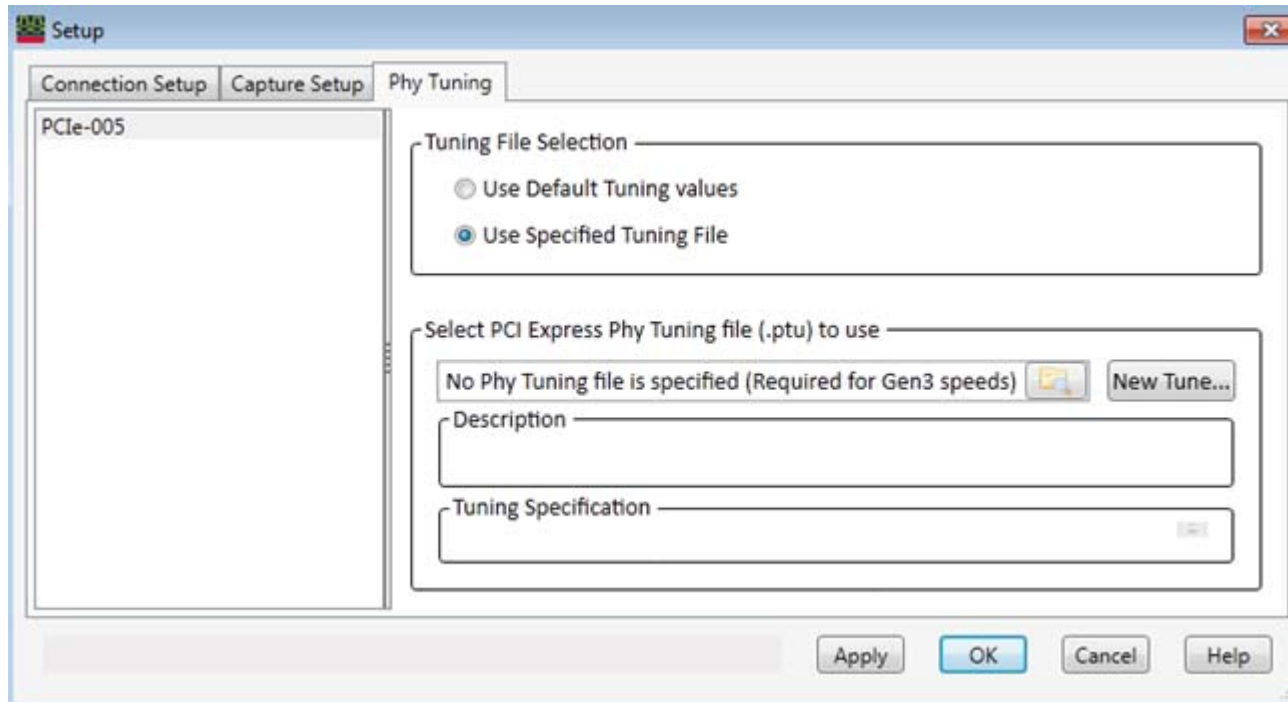 Setup
Connection Setup
Capture Setup
Phy Tuning
PCIe-005
Tuning File Selection
Use Default Tuning values
Use Specified Tuning File
Select PCI Express Phy Tuning file (.ptu) to use
No Phy Tuning file is specified (Required for Gen3 speeds)
New Tune...
Description
Tuning Specification
Apply
OK
Cancel
Help